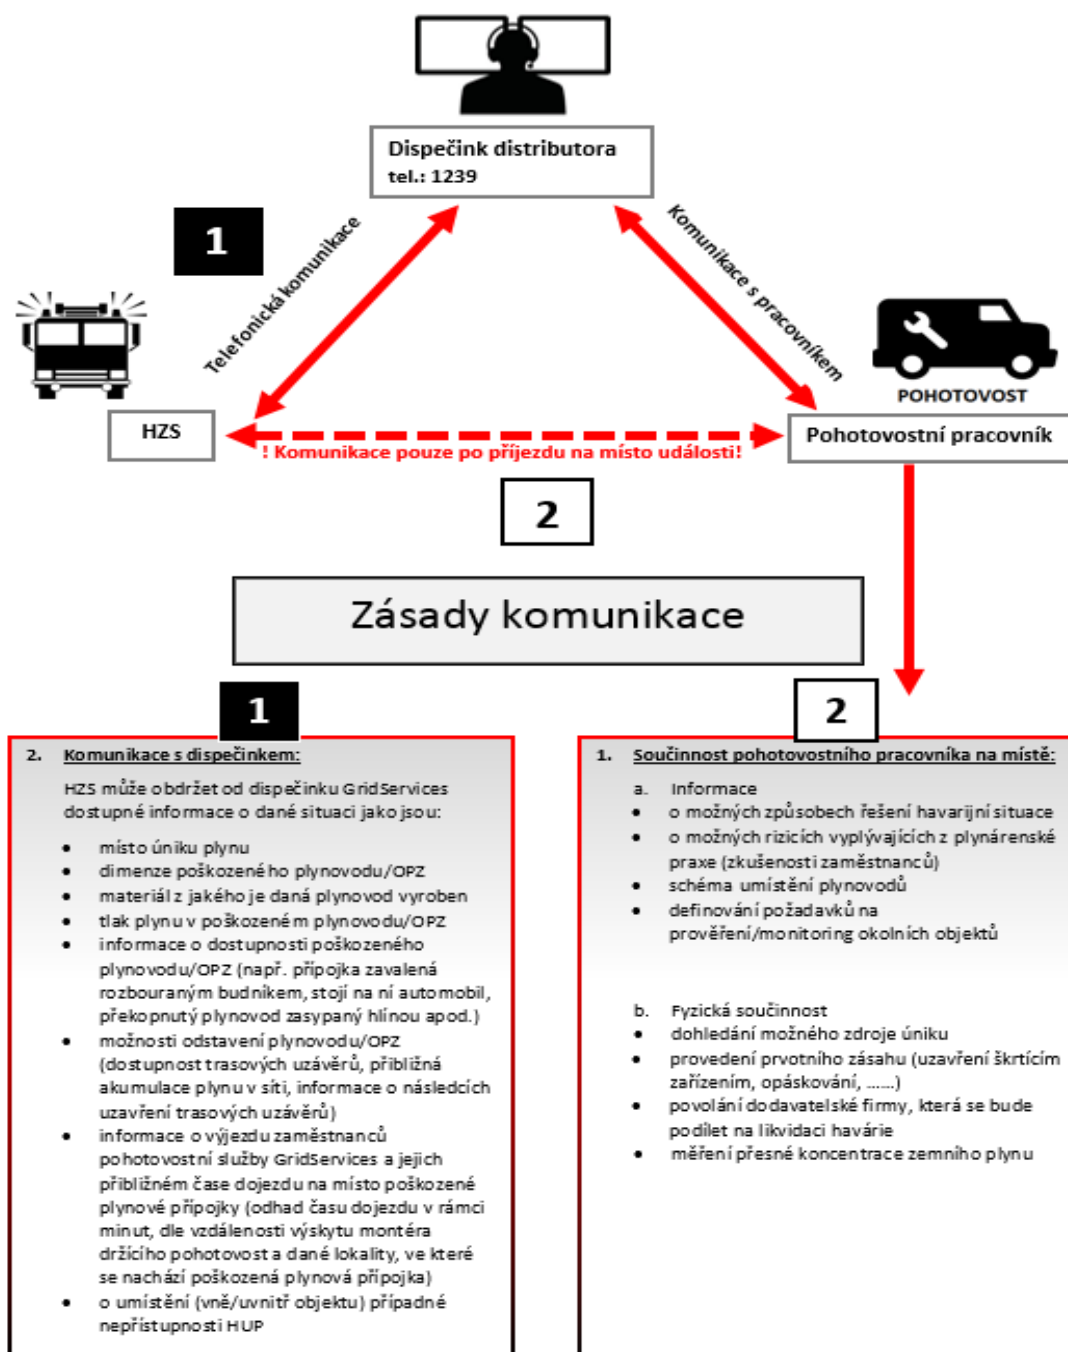 Dispečink distributora
tel.: 1239
1
Telefonická komunikace
Komunikace s pracovníkem
POHOTOVOST
HZS
Pohotovostní pracovník
! Komunikace pouze po příjezdu na místo události!
2
Zásady komunikace
1
2. Komunikace s dispečinkem:
HZS může obdržet od dispečinku GridServices
dostupné informace o dané situaci jako jsou:
• místo úniku plynu
• dimenze poškozeného plynovodu/OPZ
• materiál z jakého je daná plynovod vyroben
• tlak plynu v poškozeném plynovodu/OPZ
• informace o dostupnosti poškozeného
plynovodu/OPZ (např. přípojka zavalená
rozbouraným budníkem, stojí na ní automobil,
překopnutý plynovod zasypaný hlínou apod.)
• možnosti odstavení plynovodu/OPZ
(dostupnost trasových uzávěrů, přibližná
akumulace plynu v síti, informace o následcích
uzavření trasových uzávěrů)
• informace o výjezdu zaměstnanců
pohotovostní služby GridServices a jejich
přibližném čase dojezdu na místo poškozené
plynové přípojky (odhad času dojezdu v rámci
minut, dle vzdálenosti výskytu montéra
držícího pohotovost a dané lokality, ve které
se nachází poškozená plynová přípojka)
• o umístění (vně/uvnitř objektu) případné
nepřístupnosti HUP
2
1. Součinnost pohotovostního pracovníka na místě:
a. Informace
• o možných způsobech řešení havarijní situace
• o možných rizicích vyplývajících z plynárenské
praxe (zkušenosti zaměstnanců)
• schéma umístění plynovodů
• definování požadavků na
prověření/monitoring okolních objektů
b. Fyzická součinnost
• dohledání možného zdroje úniku
• provedení prvotního zásahu (uzavření škrtícím
zařízením, opáskování, ......)
• povolání dodavatelské firmy, která se bude
podílet na likvidaci havárie
• měření přesné koncentrace zemního plynu